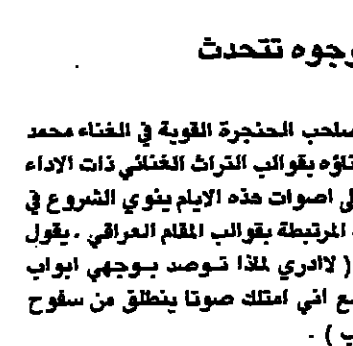 وجوه تتحدث
صاحب الحنجرة القوية في الغناء محمد
بقوالب التراث الغنائي ذات الاداء
اصوات هذه الايام ينوي الشروع في
المرتبطة بقوالب المقام العراقي . يقول
( لاادري لماذا توصد بوجهي ابواب
اني امتلك صوتا ينطلق من سفوح
) .